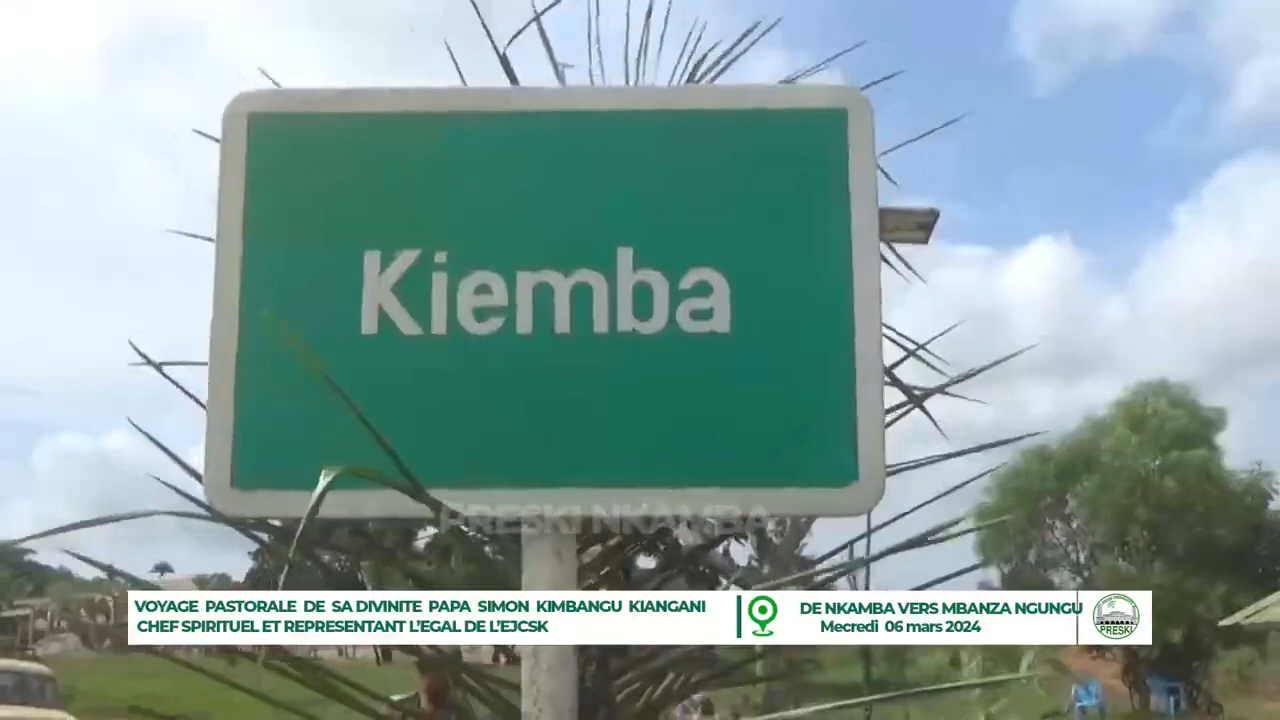 Kiemba
PRESKI NKAMBA
VOYAGE PASTORALE DE SA DIVINITE PAPA SIMON KIMBANGU KIANGANI
CHEF SPIRITUEL ET REPRESENTANT L'EGAL DE L'EJCSK
DE NKAMBA VERS MBANZA NGUNGU
Mecredi 06 mars 2024
PRESKI